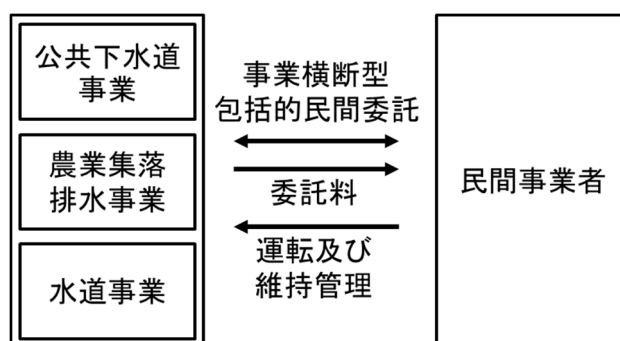 公共下水道
事業
農業集落
排水事業
水道事業
事業横断型
包括的民間委託
委託料
運転及び
維持管理
民間事業者